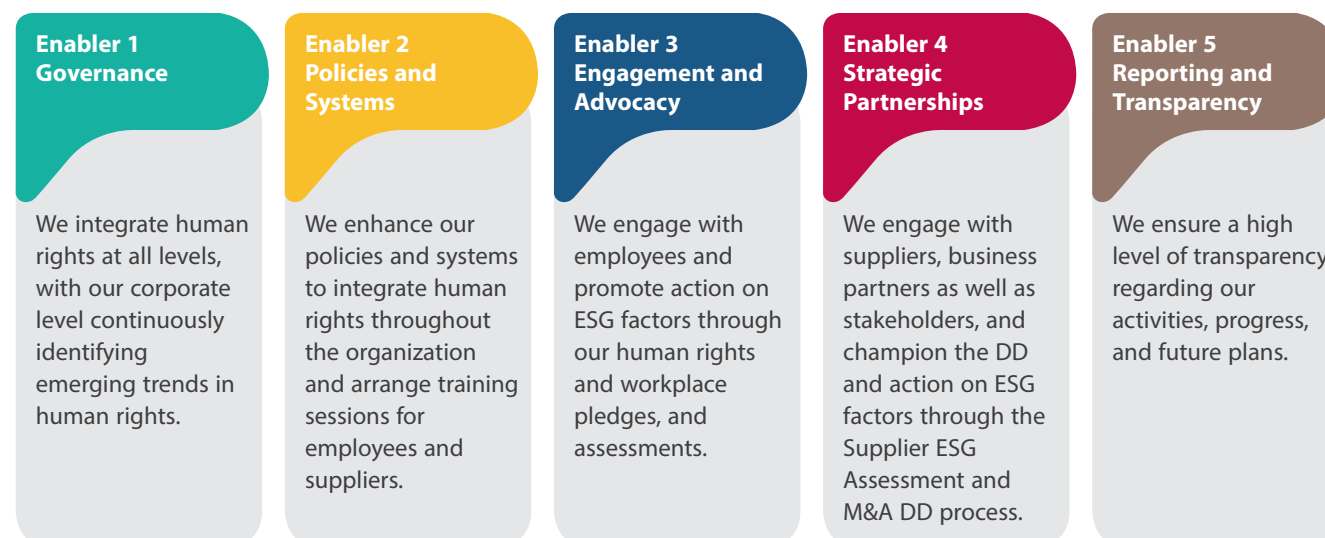 Enabler 1
Governance
We integrate human
rights at all levels,
with our corporate
level continuously
identifying
emerging trends in
human rights.
Enabler 2
Policies and
Systems
We enhance our
policies and systems
to integrate human
rights throughout
the organization
and arrange training
sessions for
employees and
suppliers.
Enabler 3
Engagement and
Advocacy
We engage with
employees and
promote action on
ESG factors through
our human rights
and workplace
pledges, and
assessments.
Enabler 4
Strategic
Partnerships
We engage with
suppliers, business
partners as well as
stakeholders, and
champion the DD
and action on ESG
factors through the
Supplier ESG
Assessment and
M&A DD process.
Enabler 5
Reporting and
Transparency
We ensure a high
level of transparency
regarding our
activities, progress,
and future plans.